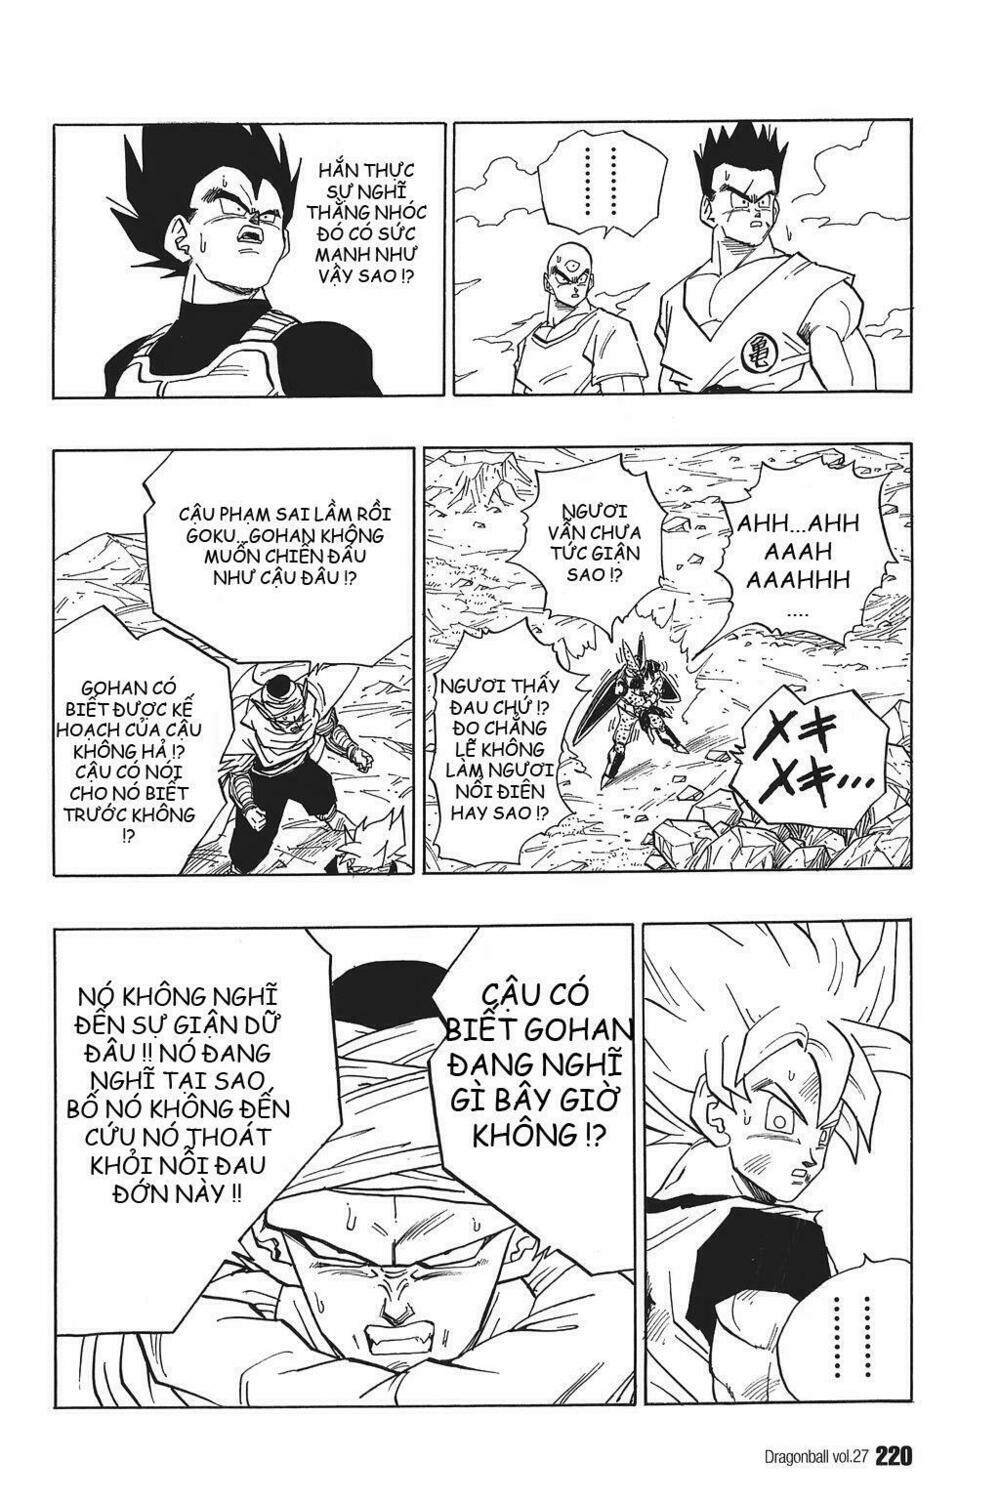 HẮN THỰC
SỰ NGHĨ
THẰNG NHÓC
ĐÓ CÓ SỨC
MẠNH NHƯ
VẬY SAO !?
亀
CẬU PHẠM SAI LẦM RỒI
GOKU...GOHAN KHÔNG
MUỐN CHIẾN ĐẤU
NHƯ CẬU ĐÂU !?
GOHAN CÓ
BIẾT ĐƯỢC KẾ
HOẠCH CỦA CẬU
KHÔNG HẢ !?
CẬU CÓ NÓI
CHO NÓ BIẾT
TRƯỚC KHÔNG
!?
NGƯƠI
VẪN CHƯA
TỨC GIẬN
SAO !?
AHH...AHH
AAAH
AAAHHH
....
NGƯƠI THẤY
ĐAU CHỨ !?
ĐO CHẲNG
LẼ KHÔNG
LÀM NGƯƠI
NỔI ĐIÊN
HAY SAO !?
メキ
メキ...
NÓ KHÔNG NGHĨ
ĐẾN SỰ GIẬN DỮ
ĐÂU !! NÓ ĐANG
NGHĨ TẠI SAO
BỐ NÓ KHÔNG ĐẾN
CỨU NÓ THOÁT
KHỎI NỖI ĐAU
ĐỚN NÀY !!
CẬU CÓ
BIẾT GOHAN
ĐANG NGHĨ
GÌ BÂY GIỜ
KHÔNG !?
Dragonball vol.27 220